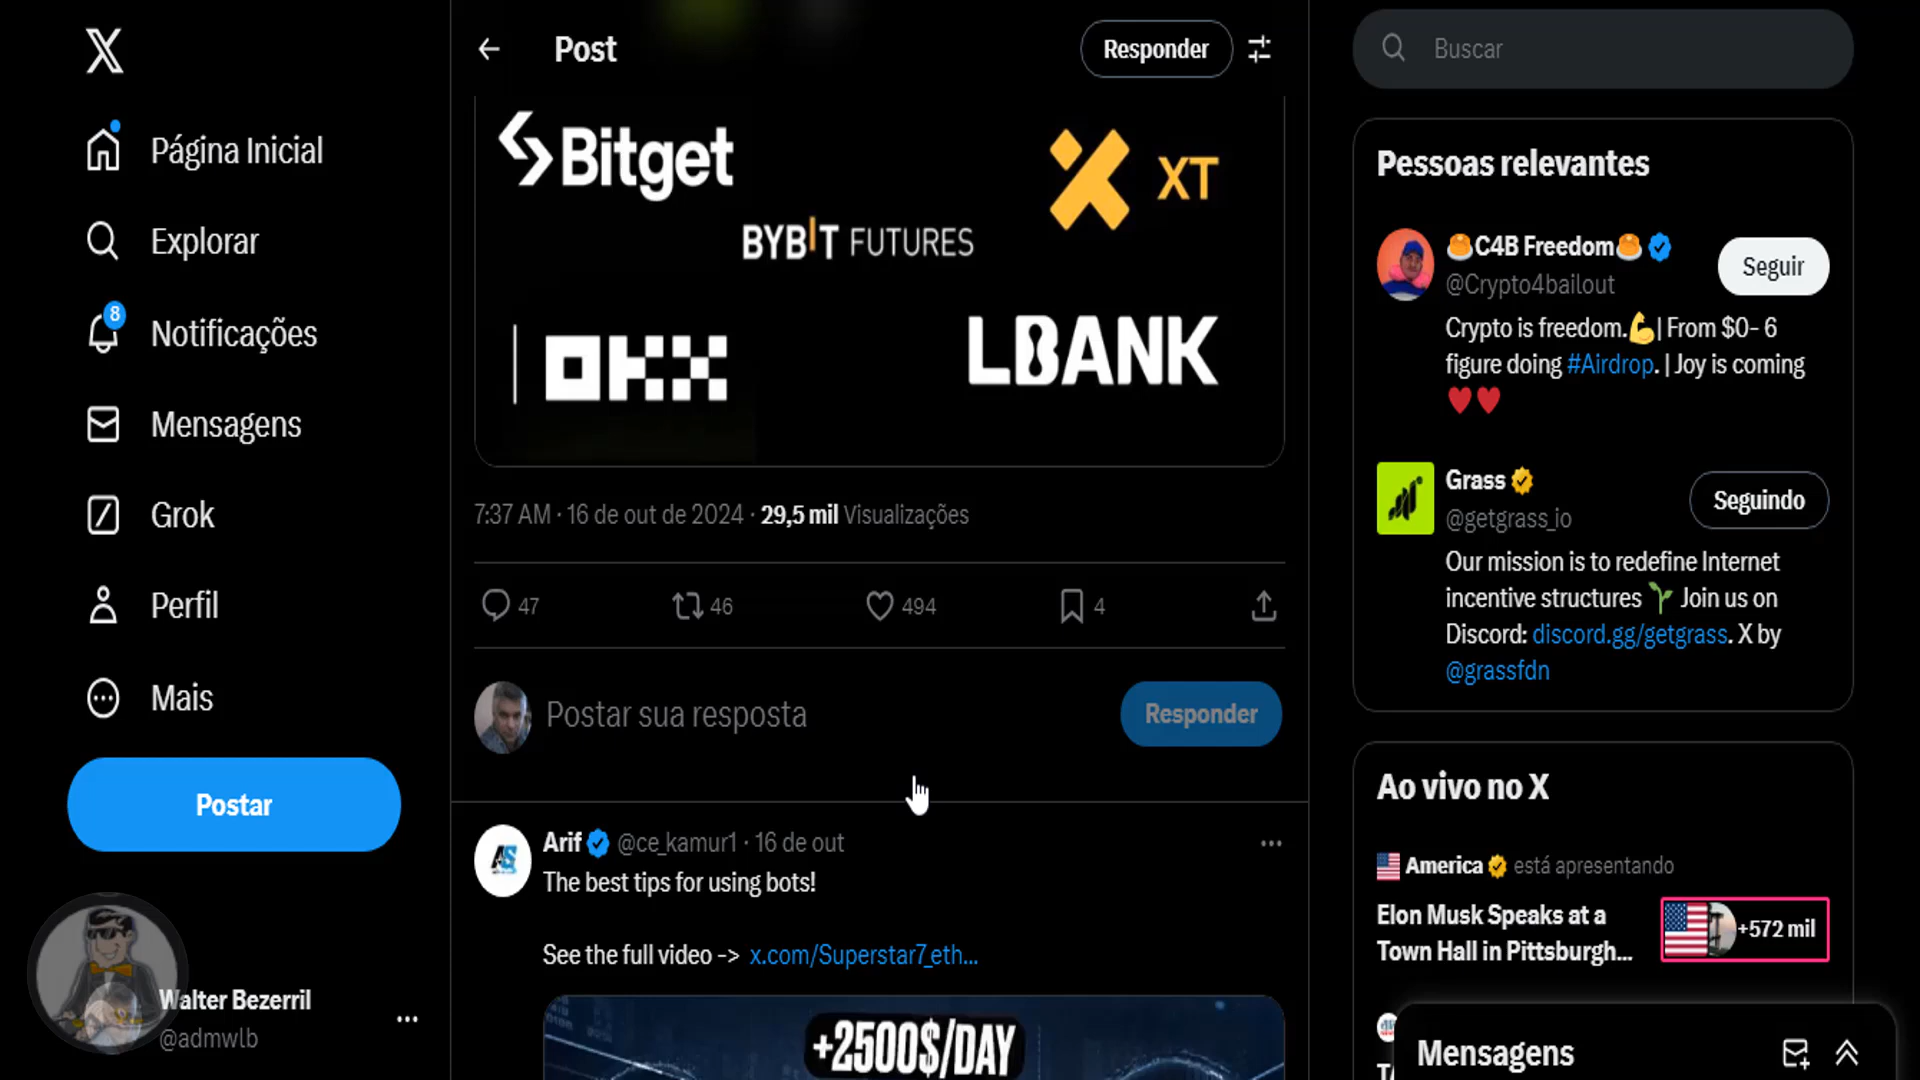 Página Inicial
Explorar
8
Notificações
Mensagens
Grok
Perfil
Mais
Postar
Walter Bezerril
@admwlb
Post
Responder
Bitget
XT
BYBIT FUTURES
OKX
LBANK
7:37 AM · 16 de out de 2024 · 29,5 mil Visualizações
47
46
494
4
Postar sua resposta
Responder
Arif @ce_kamur1 · 16 de out
The best tips for using bots!
See the full video -> x.com/Superstar7_eth...
+2500$/DAY
Buscar
Pessoas relevantes
C4B Freedom
@Crypto4bailout
Seguir
Crypto is freedom.💪| From $0- 6
figure doing #Airdrop. | Joy is coming
♥♥
Grass
@getgrass_io
Seguindo
Our mission is to redefine Internet
incentive structures 🌱 Join us on
Discord: discord.gg/getgrass. X by
@grassfdn
Ao vivo no X
America está apresentando
Elon Musk Speaks at a
Town Hall in Pittsburgh...
+572 mil
Mensagens